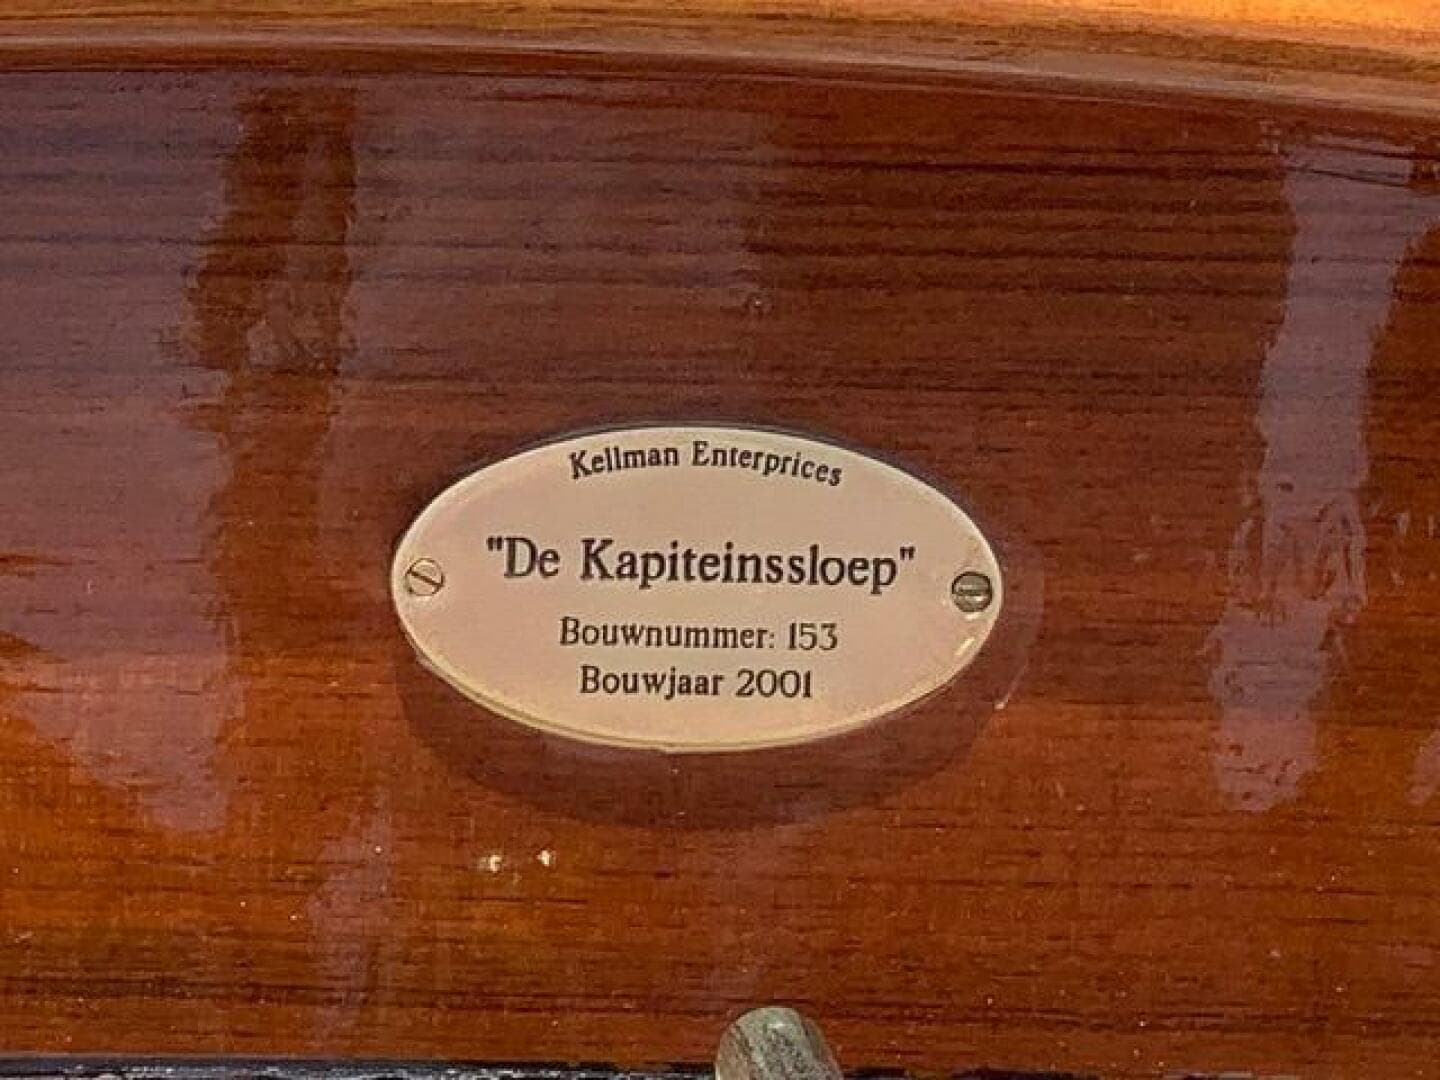 Kellman Enterprices
"De Kapiteinssloep"
Bouwnummer: 153
Bouwjaar 2001